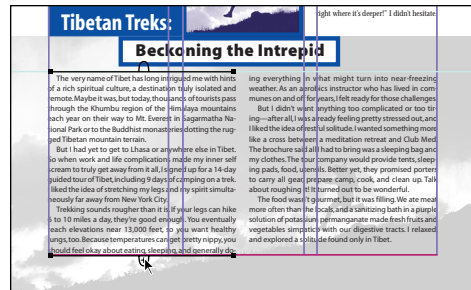 right where it's deeper!" I didn't hesitate
Tibetan Treks:
Beckoning the Intrepid
The very name of Tibet has long intrigued me with hints
of a rich spiritual culture, a destination truly isolated and
remote. Maybe it was, but today, thousands of tourists pass
through the Khumbu region of the Himalaya mountains
each year on their way to Mt. Everest in Sagarmatha Na-
tional Park or to the Buddhist monasteries dotting the rug-
ged Tibetan mountain terrain.
But I had yet to get to Lhasa or anywhere else in Tibet.
So when work and life complications made my inner self
scream to truly get away from it all, I signed up for a 14-day
guided tour of Tibet, including 9 days of camping on a trek.
I liked the idea of stretching my legs and my spirit simulta-
neously far away from New York City.
Trekking sounds rougher than it is. If your legs can hike
6 to 10 miles a day, they're good enough. You eventually
reach elevations near 13,000 feet, so you want healthy
lungs, too. Because temperatures can get pretty nippy, you
should feel okay about eating, sleeping, and generally do-
ing everything in what might turn into near-freezing
weather. As an aerobics instructor who has lived in com-
munes on and off for years, I felt ready for those challenges
But I didn't want anything too complicated or too tir-
ing—after all, I was already feeling pretty stressed out, and
I liked the idea of restful solitude. I wanted something more
like a cross between a meditation retreat and Club Med
The brochure said all I had to bring was a sleeping bag and
my clothes. The tour company would provide tents, sleep-
ing pads, food, utensils. Better yet, they promised porters
to carry all gear, prepare camp, cook, and clean up. Talk
about roughing it! It turned out to be wonderful.
The food wasn't gourmet, but it was filling. We ate meat
more often than the locals, and a sanitizing bath in a purple
solution of potassium permanganate made fresh fruits and
vegetables simpatico with our digestive tracts. I relaxed
and explored a solitude found only in Tibet.